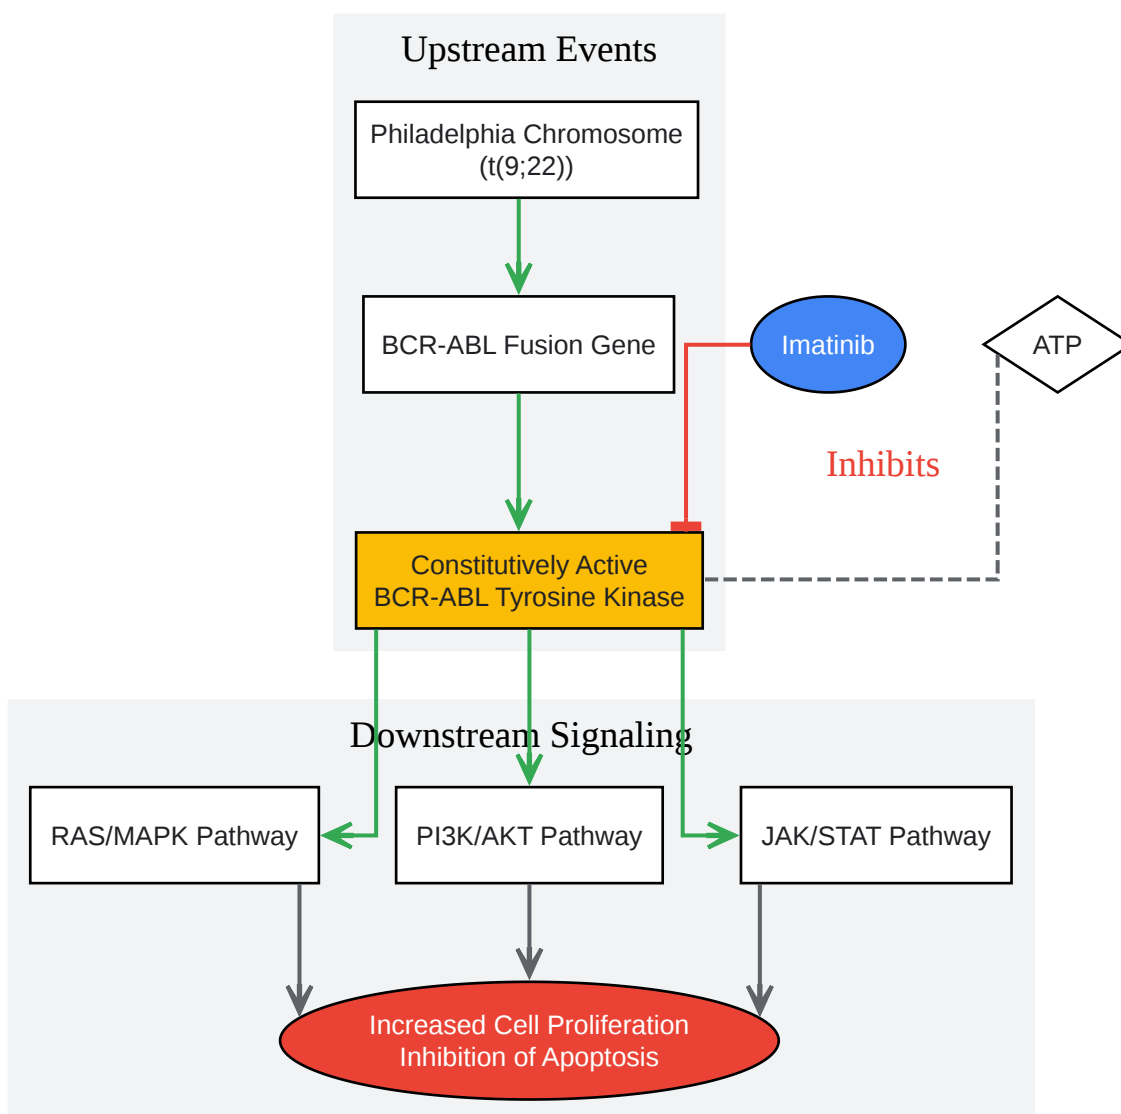 Upstream Events
Philadelphia Chromosome
(t(9;22))
BCR-ABL Fusion Gene
Imatinib
ATP
Inhibits
Constitutively Active
BCR-ABL Tyrosine Kinase
Downstream Signaling
RAS/MAPK Pathway
PI3K/AKT Pathway
JAK/STAT Pathway
Increased Cell Proliferation
Inhibition of Apoptosis